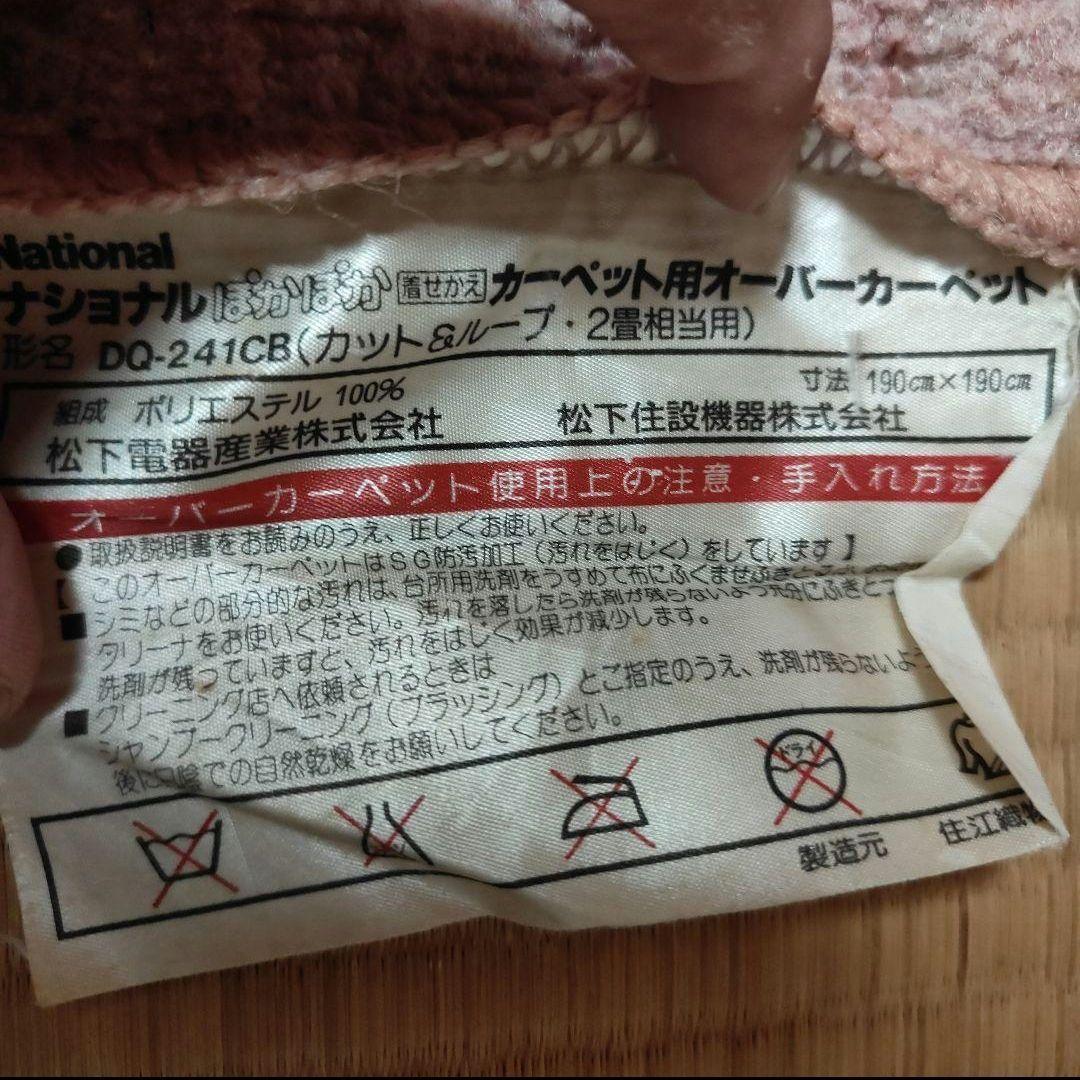 National
ナショナルぽかぽか着せかえカーペット用オーバーカーペット
形名 DQ-241CB(カット&ループ・2畳相当用)
組成 ポリエステル 100% 寸法 190cm×190cm
松下電器産業株式会社 松下住設機器株式会社
オーバーカーペット使用上の注意・手入れ方法
●取扱説明書をお読みのうえ、正しくお使いください。
【このオーバーカーペットはSG防汚加工(汚れをはじく)をしています】
■シミなどの部分的な汚れは、台所用洗剤をうすめて布にふくませふきとる
クリーナをお使いください。汚れを落したら洗剤が残らないよう充分にふきとっ
洗剤が残っていますと、汚れをはじく効果が減少します。
■クリーニング店へ依頼されるときは
シャンプークリーニング(ブラッシング)とご指定のうえ、洗剤が残らないよう
後に日陰での自然乾燥をお願いしてください。
ドライ
製造元 住江織物